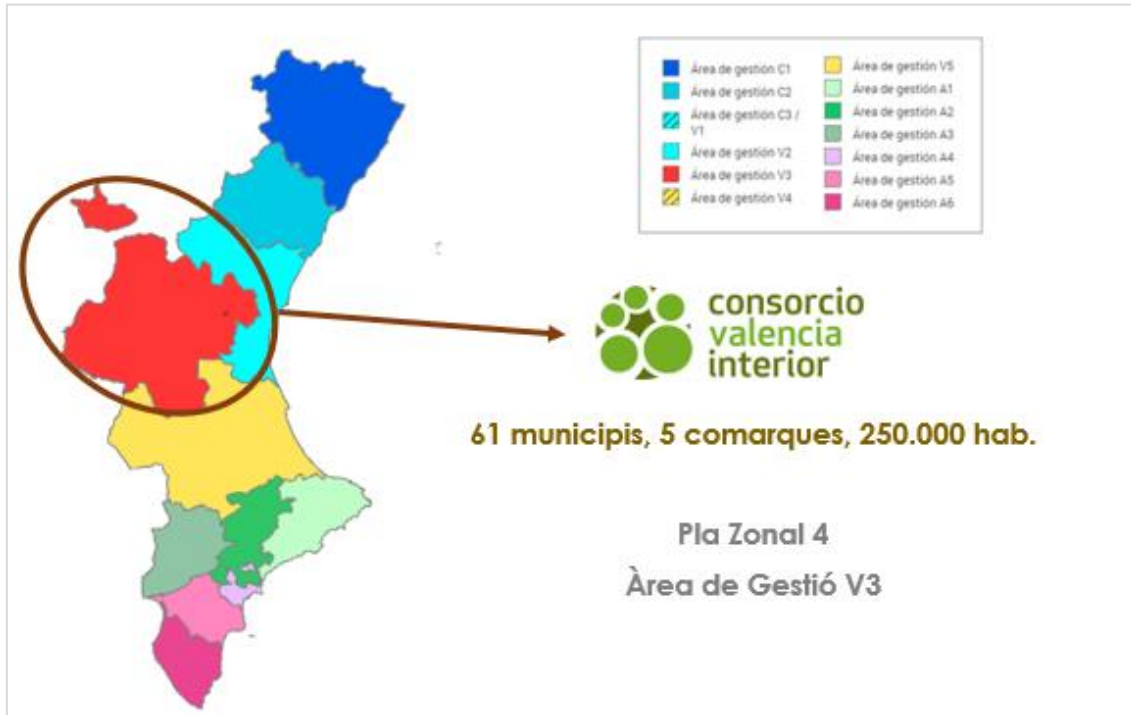 Área de gestión C1
Área de gestión C2
Área de gestión C3 /
V1
Área de gestión V2
Área de gestión V3
Área de gestión V4
Área de gestión V5
Área de gestión A1
Área de gestión A2
Área de gestión A3
Área de gestión A4
Área de gestión A5
Área de gestión A6
consorcio
valencia
interior
61 municipis, 5 comarques, 250.000 hab.
Pla Zonal 4
Àrea de Gestió V3